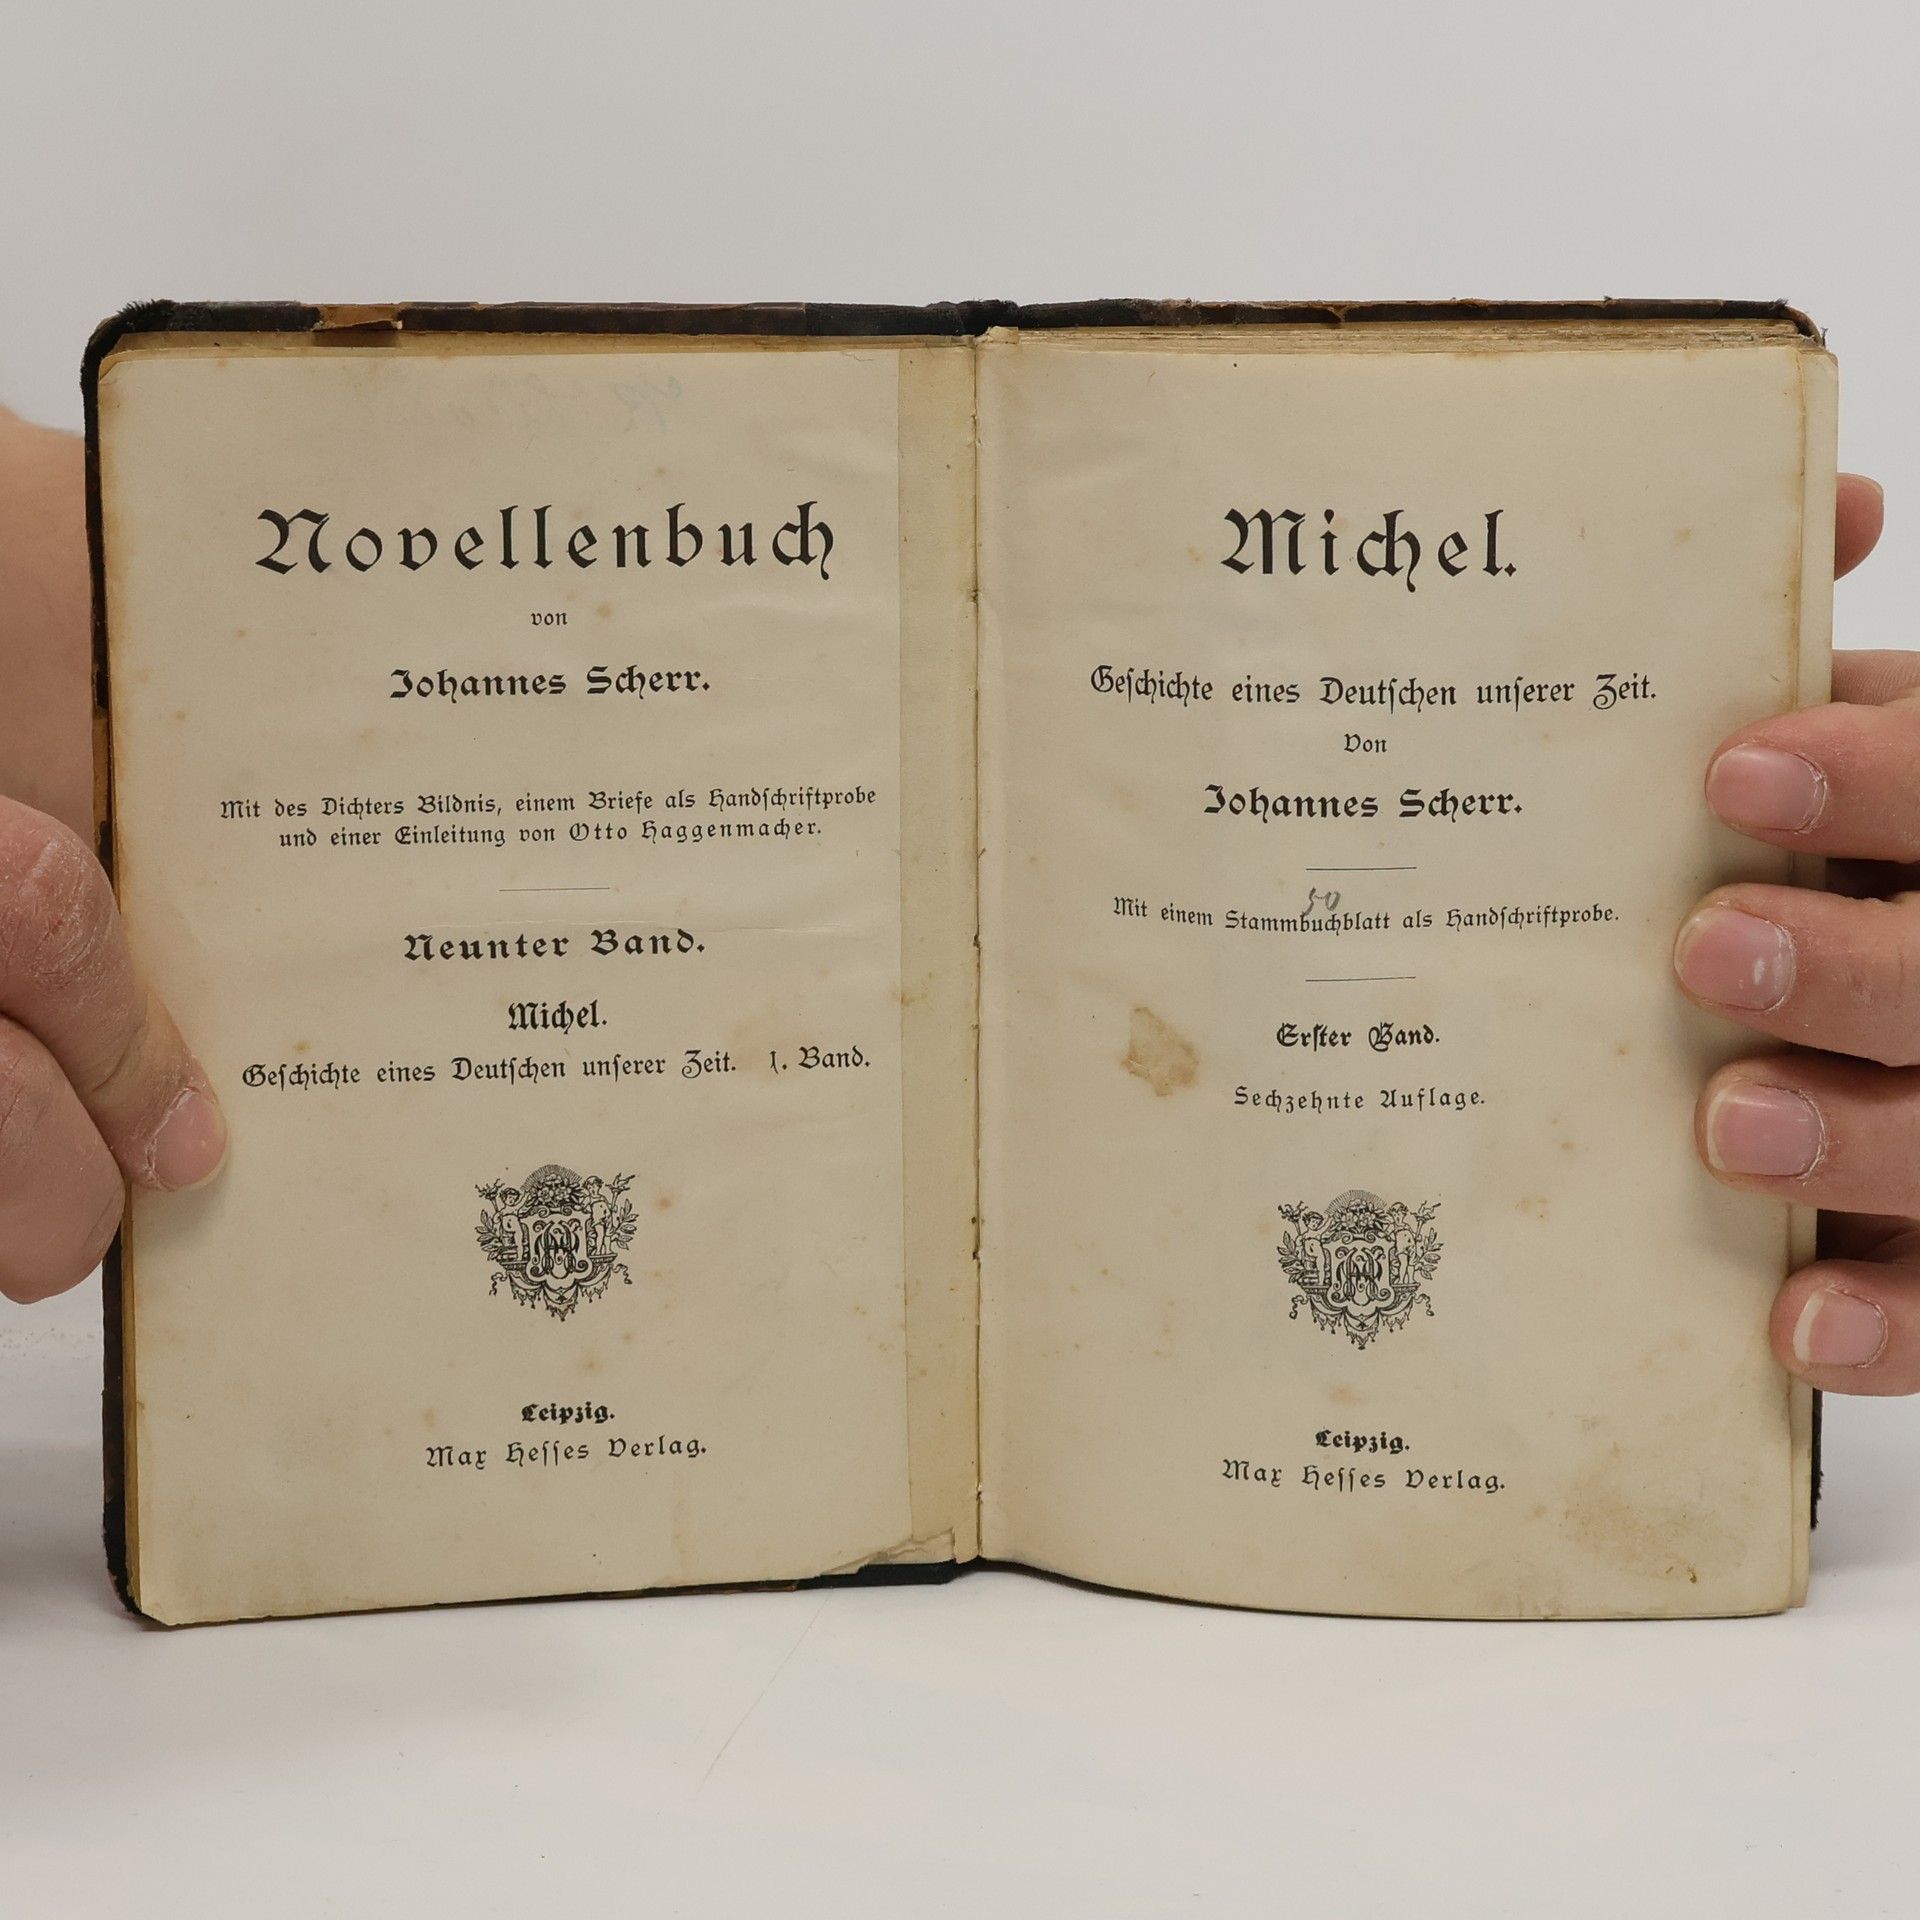 Novellenbuch
von
Johannes Scherr.
Mit des Dichters Bildnis, einem Briefe als Handſchriftprobe
und einer Einleitung von Otto Haggenmacher.
Neunter Band.
Michel.
Geſchichte eines Deutſchen unſerer Zeit. 1. Band.
Leipzig.
Max Heſſes Verlag.
Michel.
Geſchichte eines Deutſchen unſerer Zeit.
Von
Johannes Scherr.
50
Mit einem Stammbuchblatt als Handſchriftprobe.
Erſter Band.
Sechzehnte Auflage.
Leipzig.
Max Heſſes Verlag.